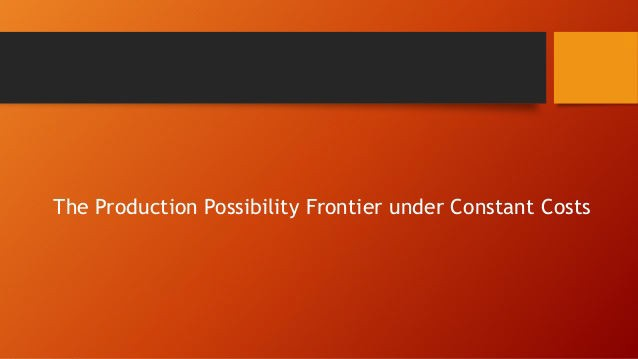 The Production Possibility Frontier under Constant Costs